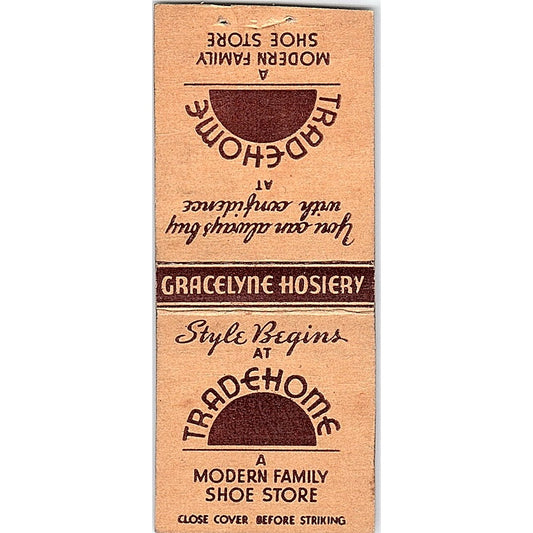 You can always buy
with confidence
AT
TRADEHOME
A
MODERN FAMILY
SHOE STORE
GRACELYNE HOSIERY
Style Begins
AT
TRADEHOME
A
MODERN FAMILY
SHOE STORE
CLOSE COVER BEFORE STRIKING